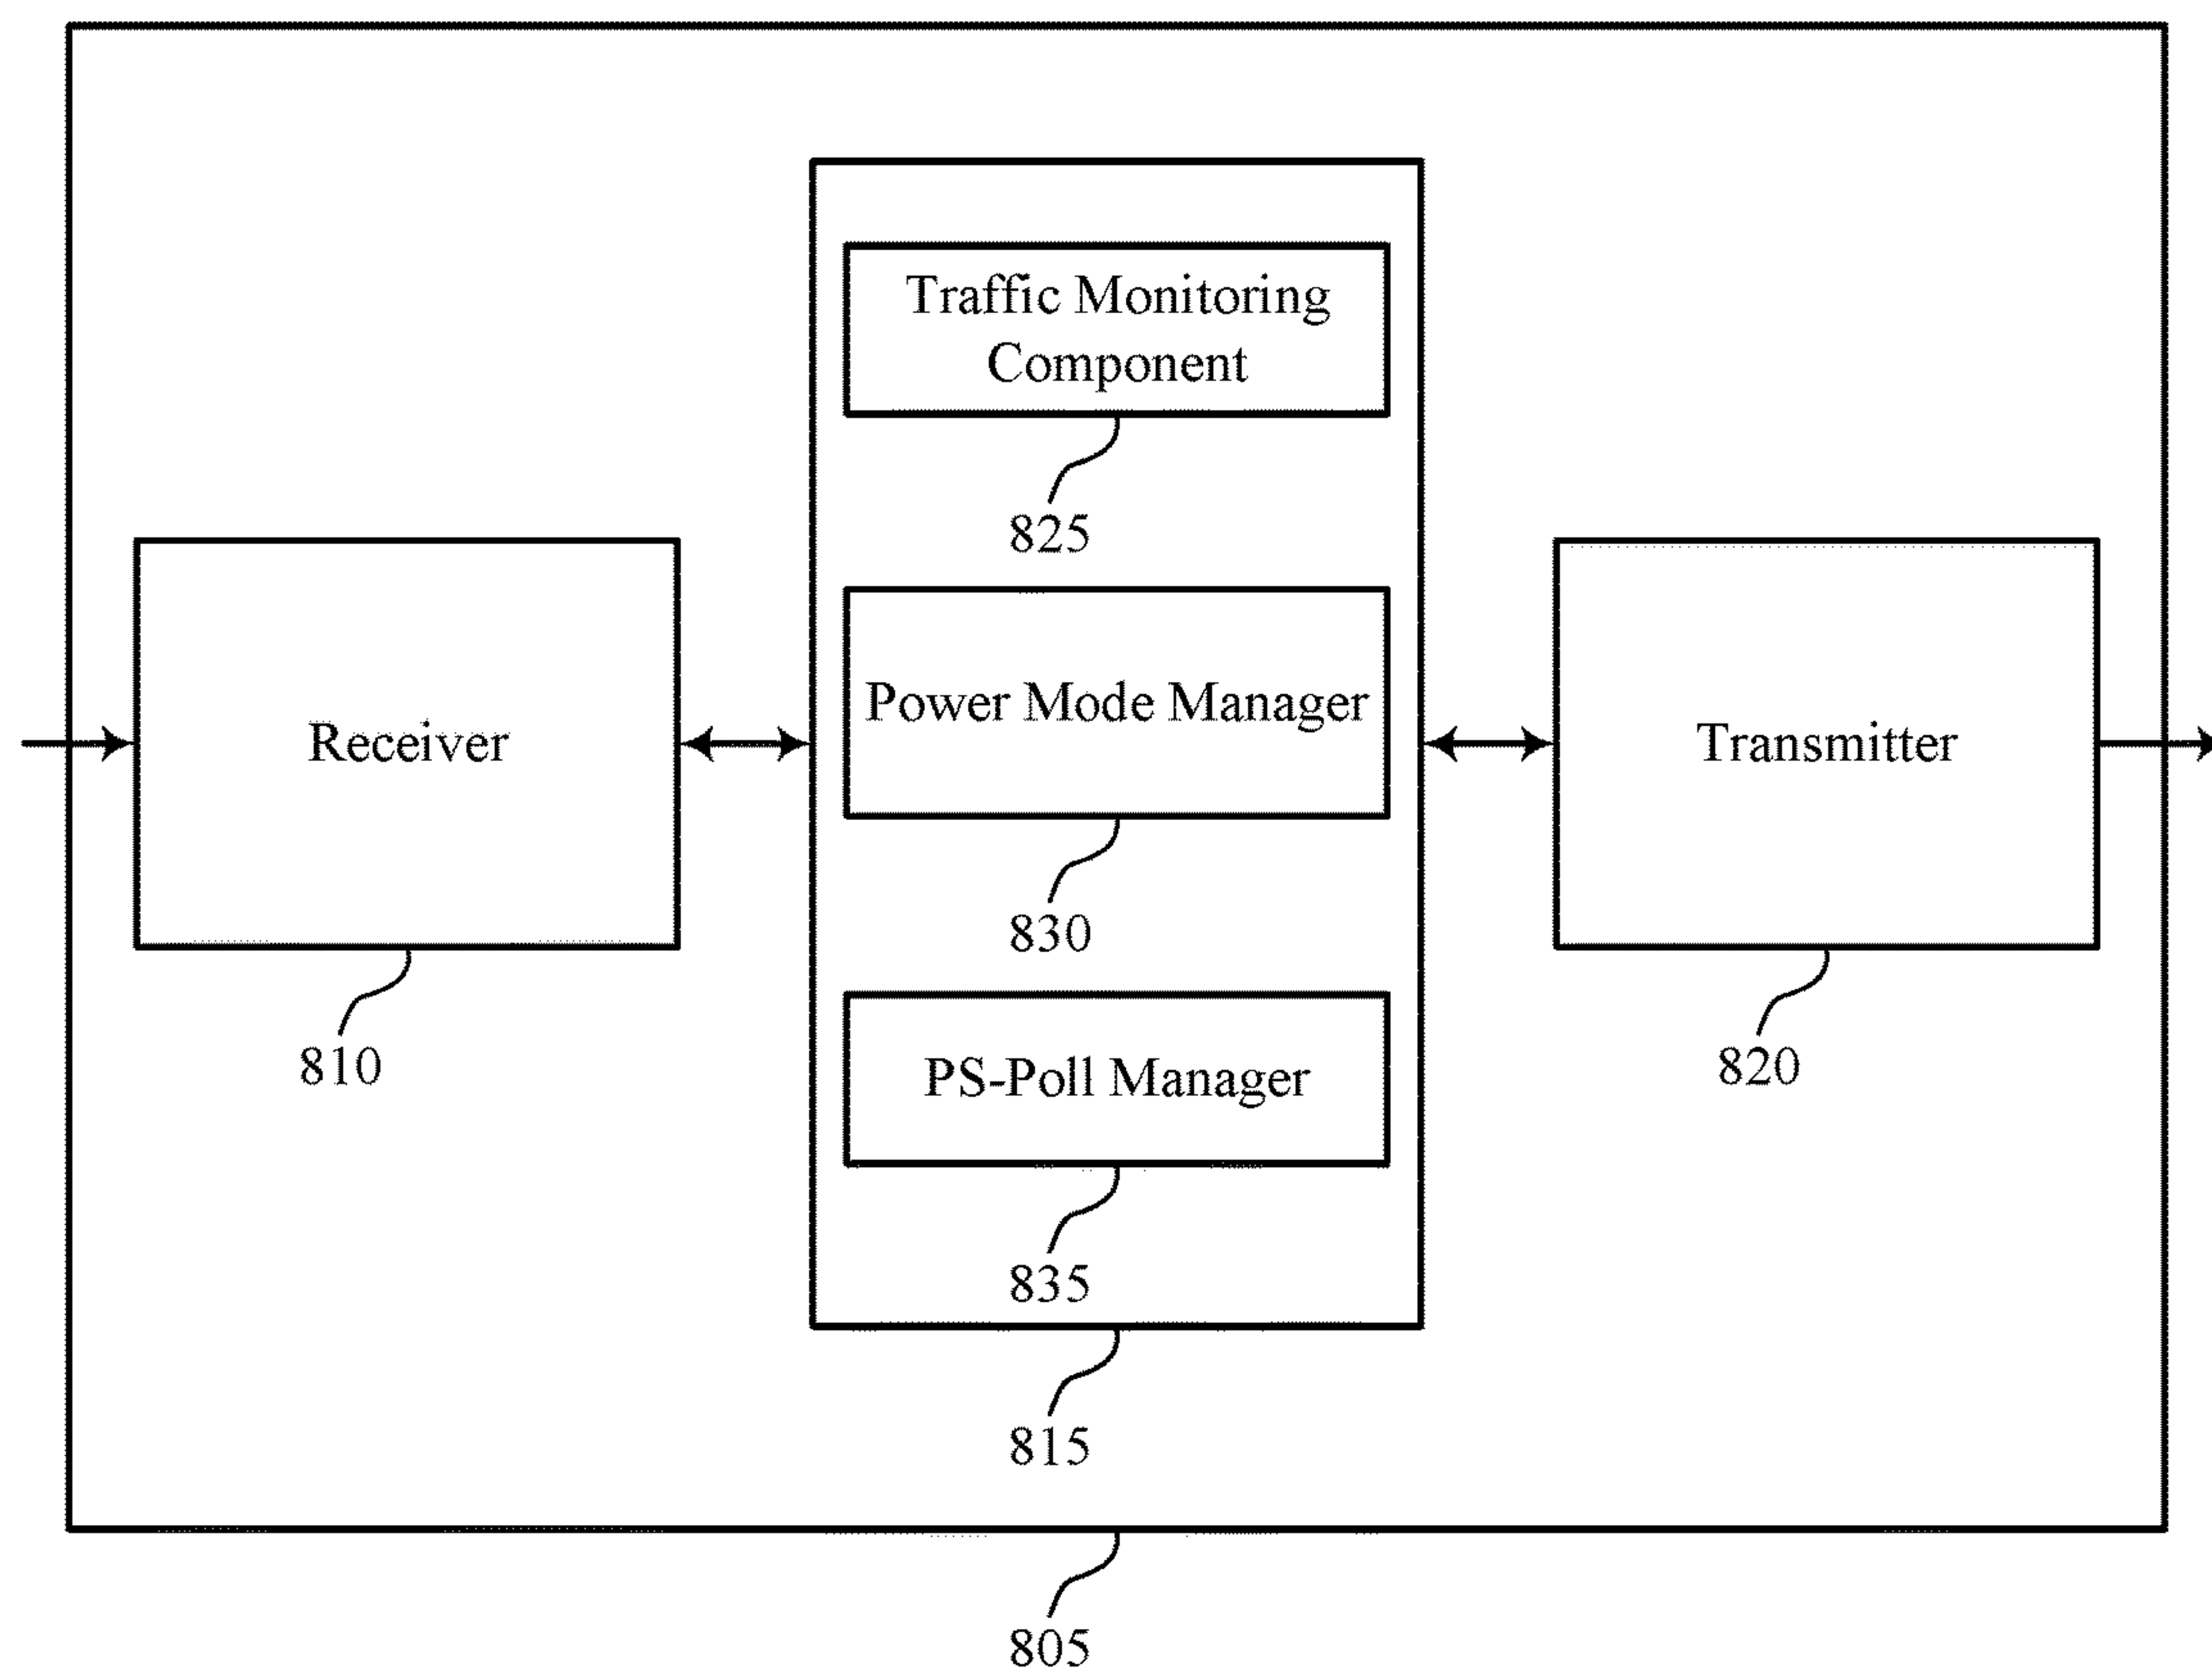 Traffic Monitoring
Component
825
Receiver
810
Power Mode Manager
830
Transmitter
820
PS-Poll Manager
835
815
805